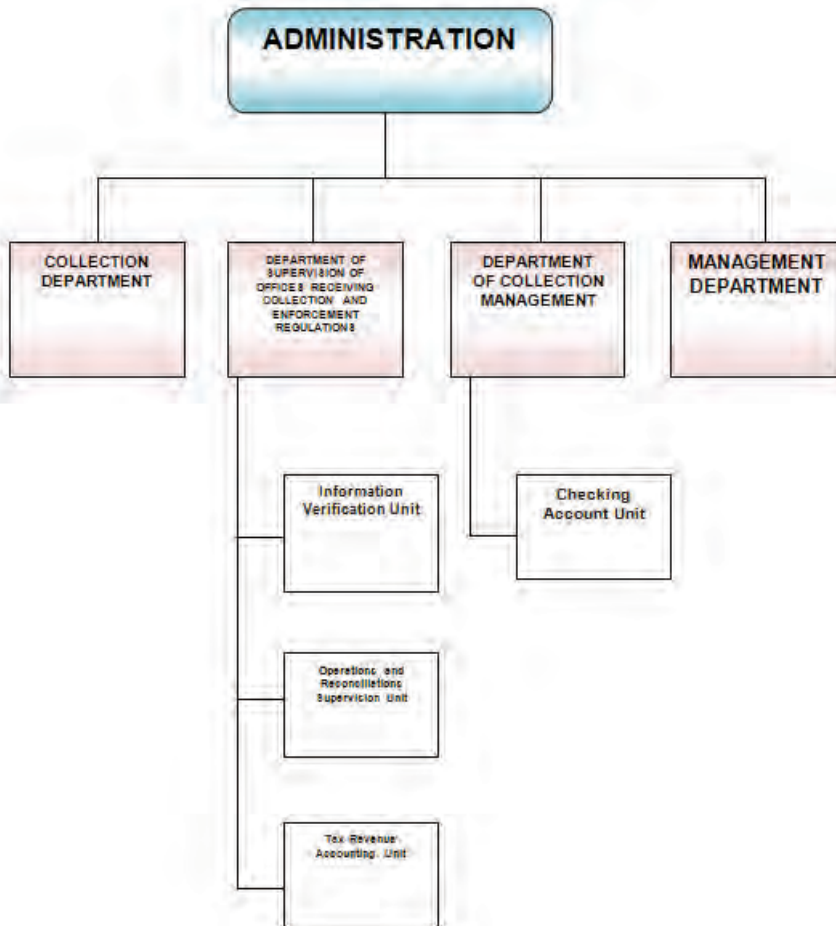 ADMINISTRATION
COLLECTION
DEPARTMENT
DEPARTMENT OF
SUPERVISION OF
OFFICES RECEIVING
COLLECTION AND
ENFORCEMENT
REGULATIONS
DEPARTMENT
OF COLLECTION
MANAGEMENT
MANAGEMENT
DEPARTMENT
Information
Verification Unit
Checking
Account Unit
Operations and
Reconciliations
Supervision Unit
Tax Revenue
Accounting. Unit